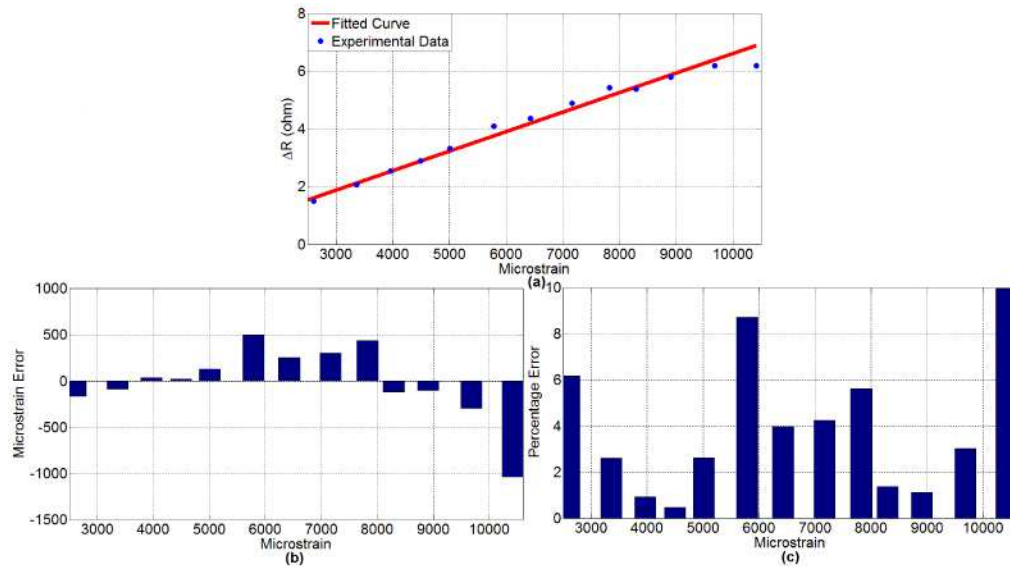 8
6
4
2
0
ΔR (ohm)
Fitted Curve
Experimental Data
3000 4000 5000 6000 7000 8000 9000 10000
Microstrain
(a)
1000
500
0
-500
-1000
-1500
Microstrain Error
3000 4000 5000 6000 7000 8000 9000 10000
Microstrain
(b)
10
8
6
4
2
0
Percentage Error
3000 4000 5000 6000 7000 8000 9000 10000
Microstrain
(c)